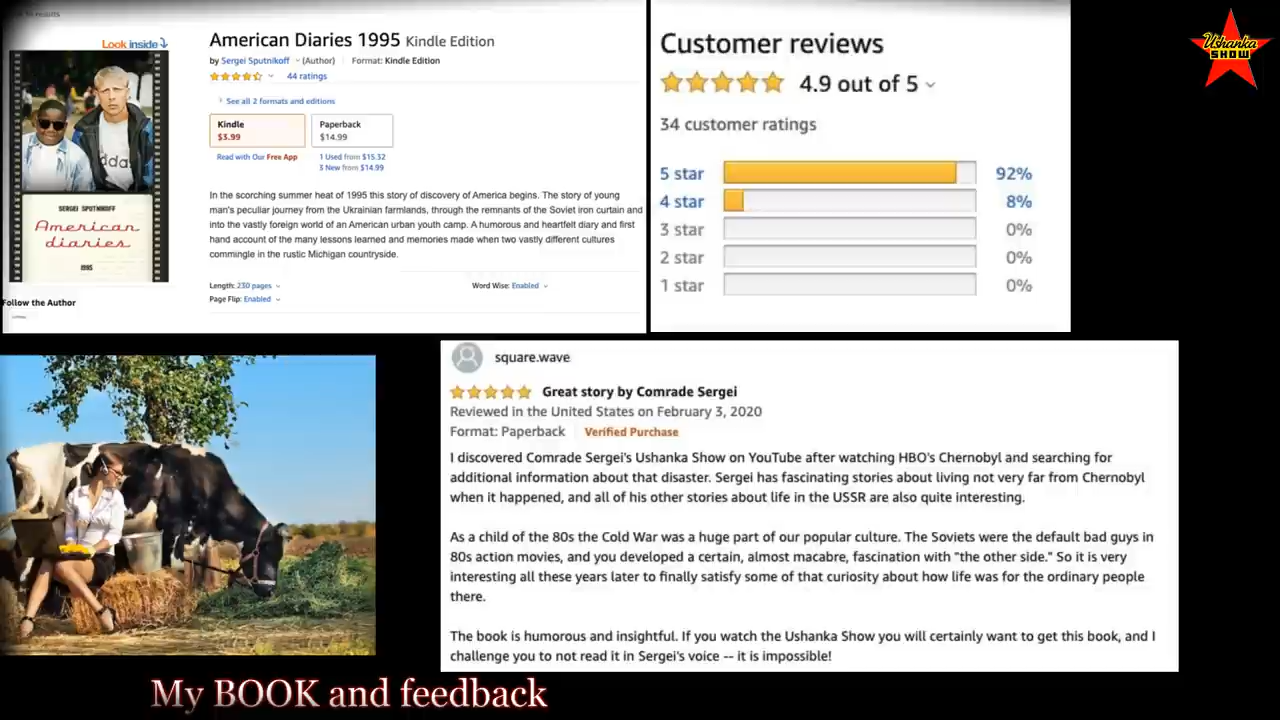 Look inside
American Diaries 1995 Kindle Edition
by Sergei Sputnikoff (Author) Format: Kindle Edition
44 ratings
See all 2 formats and editions
Kindle
$3.99
Paperback
$14.99
Read with Our Free App
1 Used from $15.32
3 New from $14.99
In the scorching summer heat of 1995 this story of discovery of America begins. The story of young
man's peculiar journey from the Ukrainian farmlands, through the remnants of the Soviet iron curtain and
into the vastly foreign world of an American urban youth camp. A humorous and heartfelt diary and first
hand account of the many lessons learned and memories made when two vastly different cultures
commingle in the rustic Michigan countryside.
Length: 230 pages
Word Wise: Enabled
Page Flip: Enabled
SERGEI SPUTNIKOFF
American
diaries
1995
Follow the Author
Customer reviews
4.9 out of 5
34 customer ratings
5 star 92%
4 star 8%
3 star 0%
2 star 0%
1 star 0%
Ushanka
SHOW
square.wave
Great story by Comrade Sergei
Reviewed in the United States on February 3, 2020
Format: Paperback Verified Purchase
I discovered Comrade Sergei's Ushanka Show on YouTube after watching HBO's Chernobyl and searching for
additional information about that disaster. Sergei has fascinating stories about living not very far from Chernobyl
when it happened, and all of his other stories about life in the USSR are also quite interesting.
As a child of the 80s the Cold War was a huge part of our popular culture. The Soviets were the default bad guys in
80s action movies, and you developed a certain, almost macabre, fascination with "the other side." So it is very
interesting all these years later to finally satisfy some of that curiosity about how life was for the ordinary people
there.
The book is humorous and insightful. If you watch the Ushanka Show you will certainly want to get this book, and I
challenge you to not read it in Sergei's voice -- it is impossible!
My BOOK and feedback